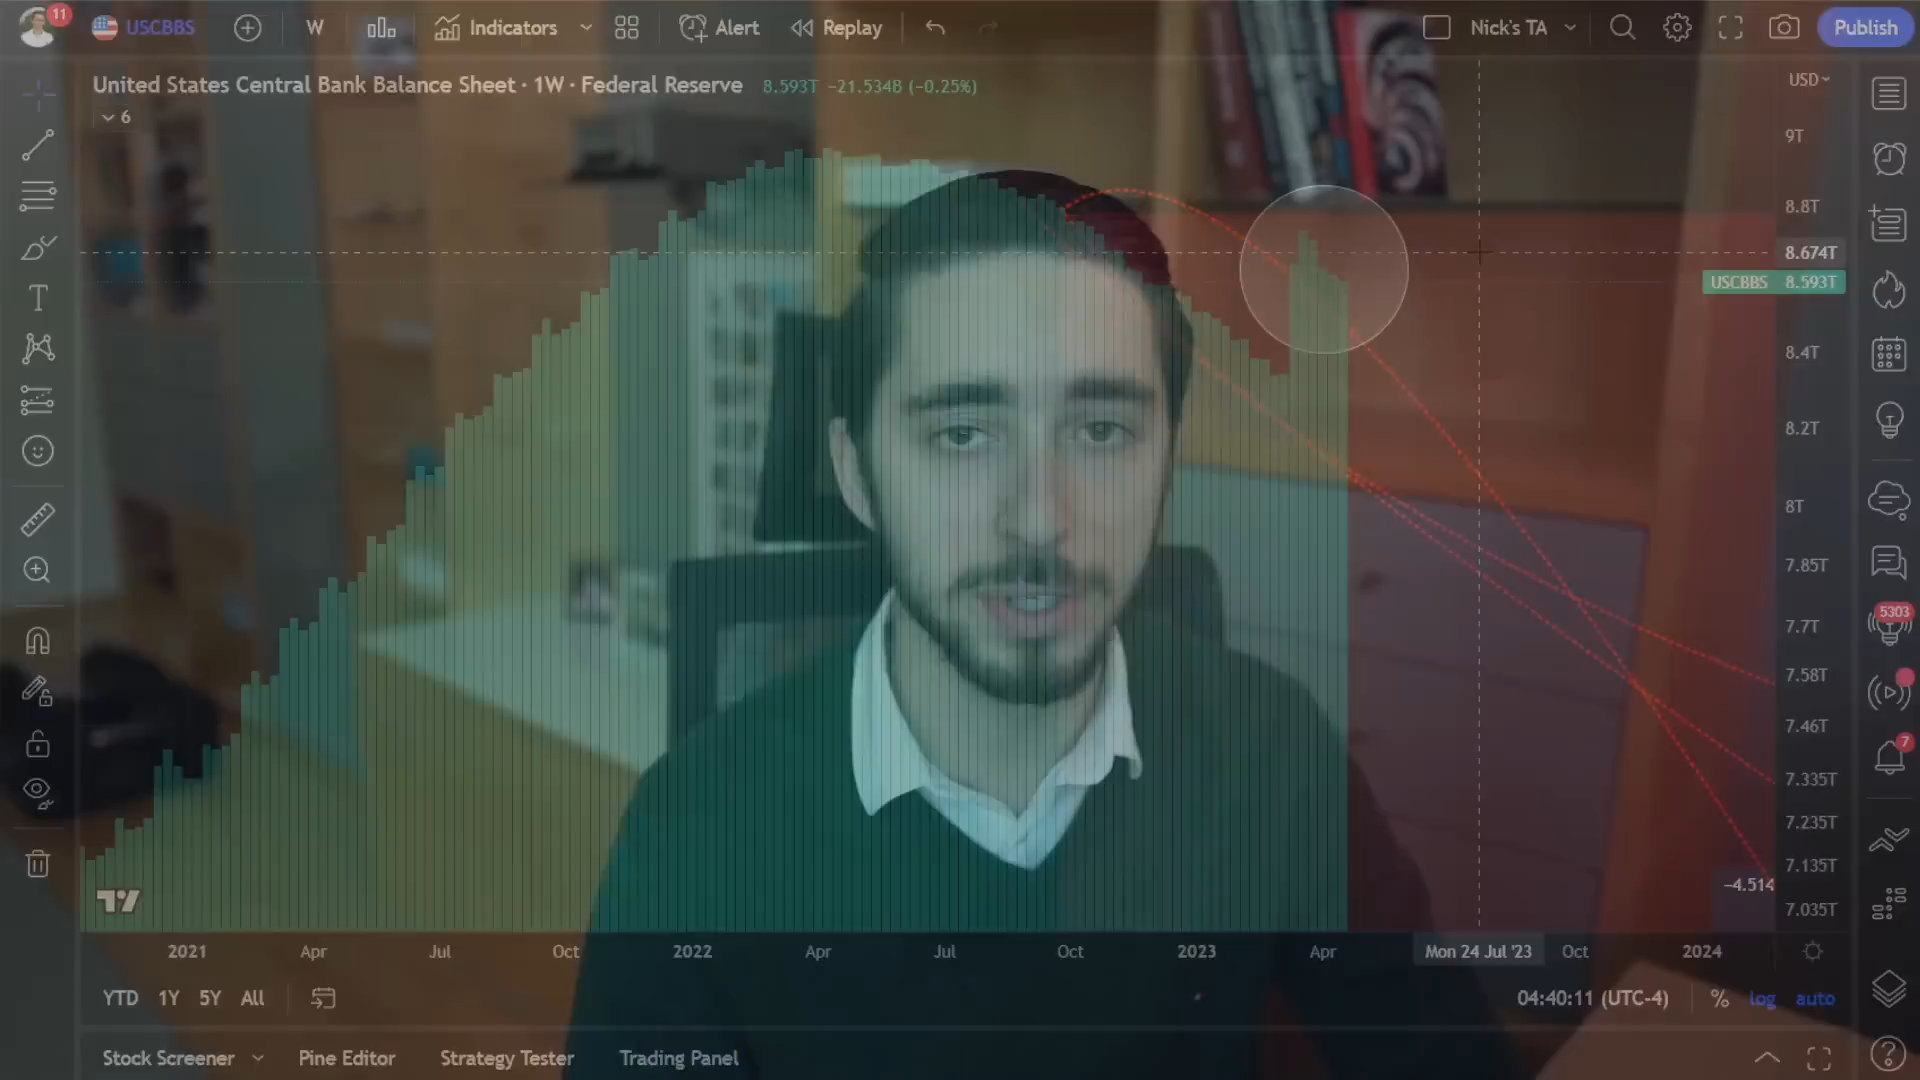 11
USCBBS
W
Indicators
Alert
Replay
Nick's TA
Publish
United States Central Bank Balance Sheet · 1W · Federal Reserve 8.593T −21.534B (−0.25%)
6
USD
9T
8.8T
8.674T
USCBBS 8.593T
8.4T
8.2T
8T
7.85T
7.7T
7.58T
7.46T
7.335T
7.235T
7.135T
7.035T
−4.514
5303
7
2021 Apr Jul Oct 2022 Apr Jul Oct 2023 Apr Mon 24 Jul '23 Oct 2024
YTD 1Y 5Y All
04:40:11 (UTC-4) % log auto
Stock Screener Pine Editor Strategy Tester Trading Panel